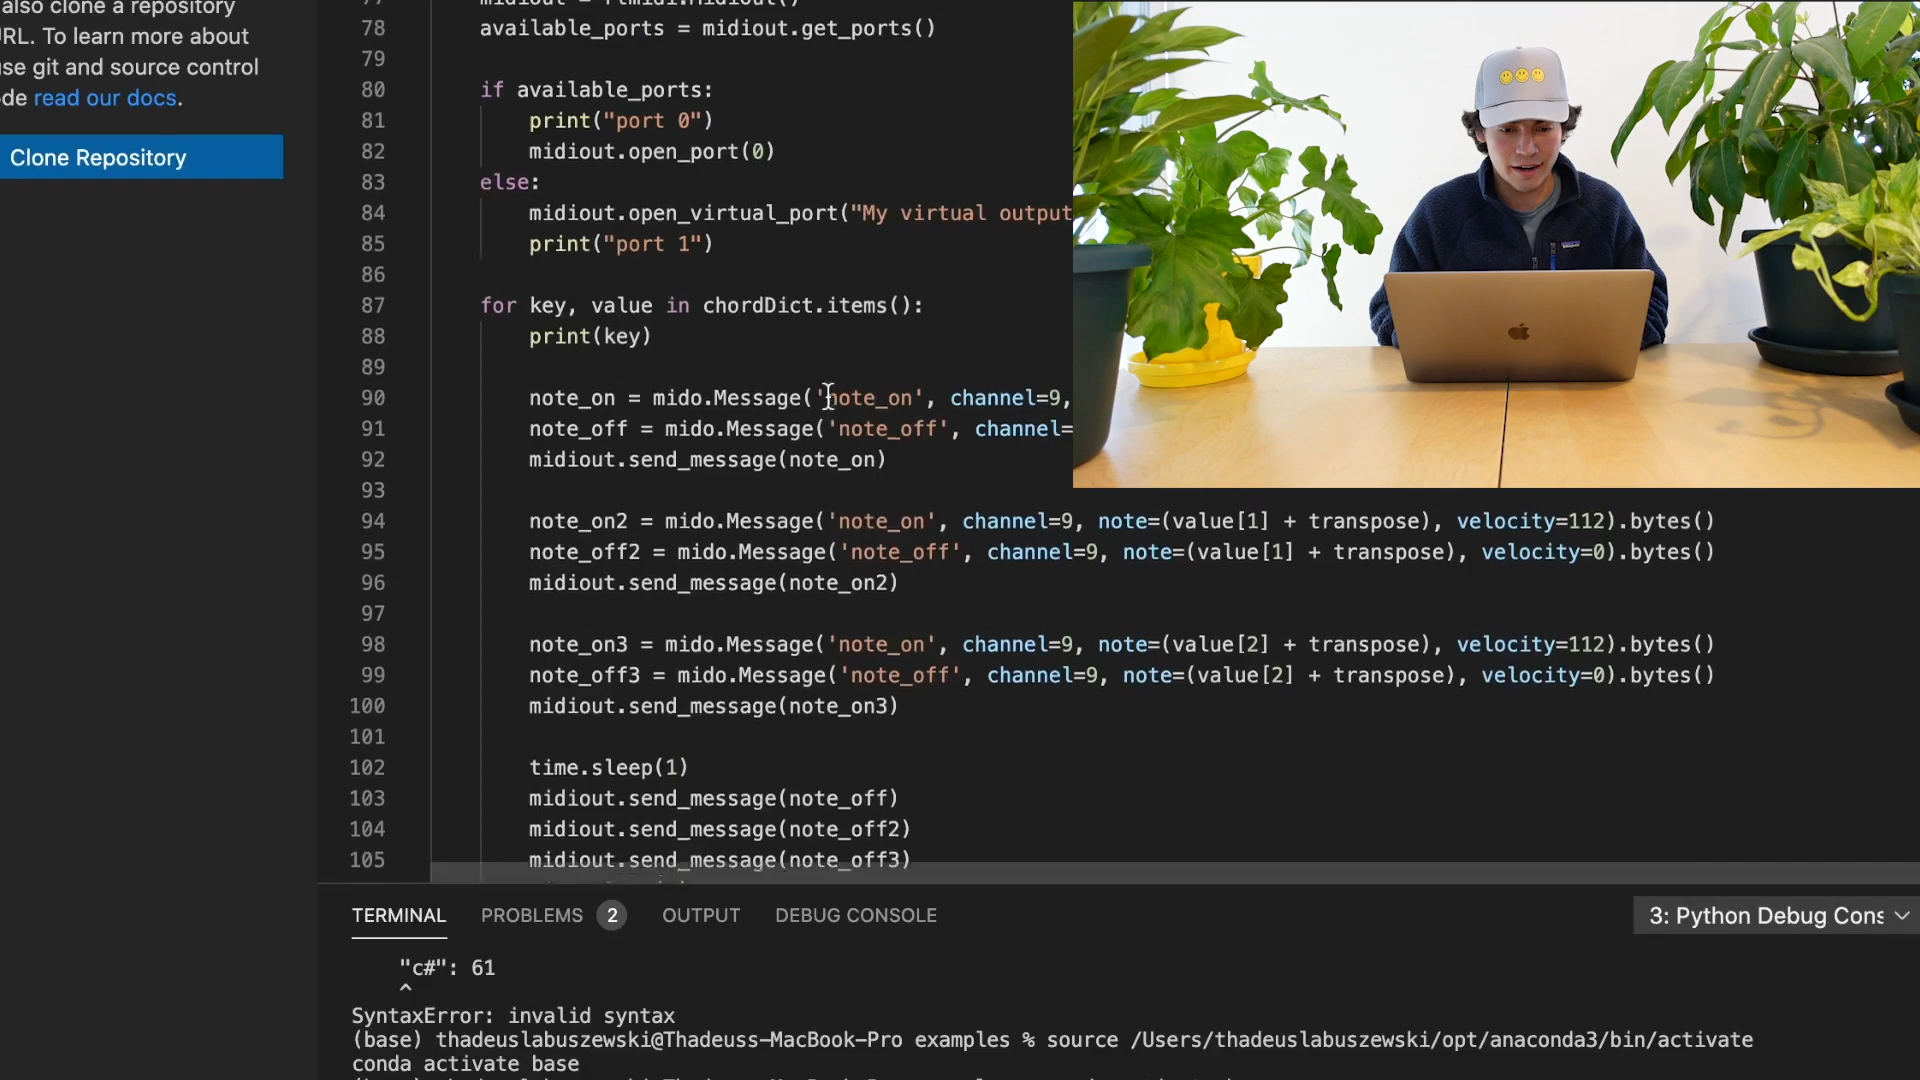 also clone a repository
RL. To learn more about
se git and source control
de read our docs.
Clone Repository
78 available_ports = midiout.get_ports()
79
80 if available_ports:
81 print("port 0")
82 midiout.open_port(0)
83 else:
84 midiout.open_virtual_port("My virtual output
85 print("port 1")
86
87 for key, value in chordDict.items():
88 print(key)
89
90 note_on = mido.Message('note_on', channel=9,
91 note_off = mido.Message('note_off', channel=
92 midiout.send_message(note_on)
93
94 note_on2 = mido.Message('note_on', channel=9, note=(value[1] + transpose), velocity=112).bytes()
95 note_off2 = mido.Message('note_off', channel=9, note=(value[1] + transpose), velocity=0).bytes()
96 midiout.send_message(note_on2)
97
98 note_on3 = mido.Message('note_on', channel=9, note=(value[2] + transpose), velocity=112).bytes()
99 note_off3 = mido.Message('note_off', channel=9, note=(value[2] + transpose), velocity=0).bytes()
100 midiout.send_message(note_on3)
101
102 time.sleep(1)
103 midiout.send_message(note_off)
104 midiout.send_message(note_off2)
105 midiout.send_message(note_off3)
TERMINAL PROBLEMS 2 OUTPUT DEBUG CONSOLE 3: Python Debug Cons
"c#": 61
^
SyntaxError: invalid syntax
(base) thadeuslabuszewski@Thadeuss-MacBook-Pro examples % source /Users/thadeuslabuszewski/opt/anaconda3/bin/activate
conda activate base